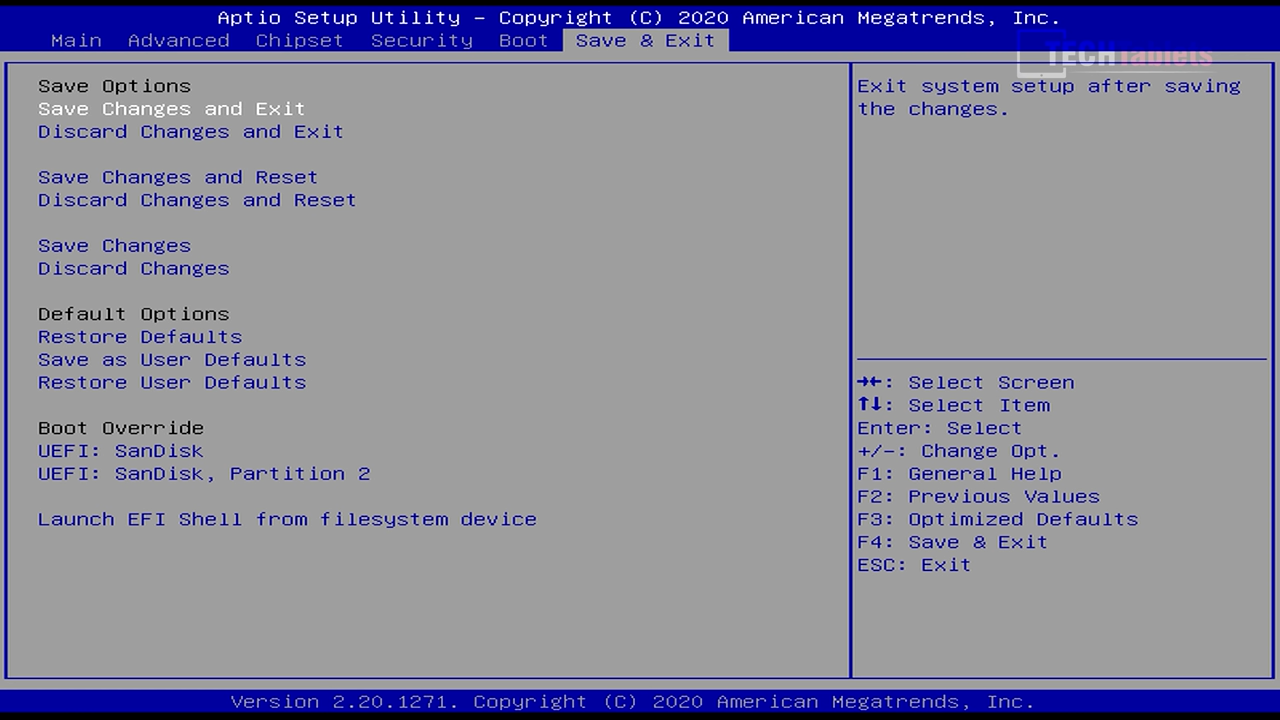 Aptio Setup Utility – Copyright (C) 2020 American Megatrends, Inc.
Main Advanced Chipset Security Boot Save & Exit
TECHTablets
Save Options
Save Changes and Exit
Discard Changes and Exit
Save Changes and Reset
Discard Changes and Reset
Save Changes
Discard Changes
Default Options
Restore Defaults
Save as User Defaults
Restore User Defaults
Boot Override
UEFI: SanDisk
UEFI: SanDisk, Partition 2
Launch EFI Shell from filesystem device
Exit system setup after saving
the changes.
→←: Select Screen
↑↓: Select Item
Enter: Select
+/-: Change Opt.
F1: General Help
F2: Previous Values
F3: Optimized Defaults
F4: Save & Exit
ESC: Exit
Version 2.20.1271. Copyright (C) 2020 American Megatrends, Inc.